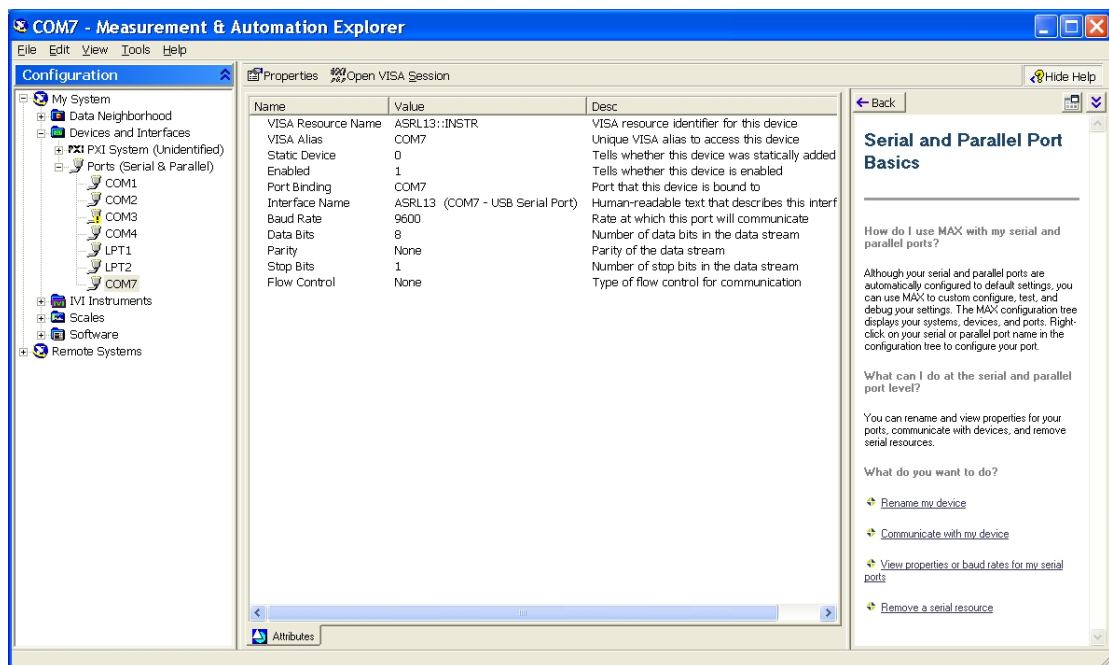 COM7 - Measurement & Automation Explorer
File Edit View Tools Help
Configuration
Properties Open VISA Session
Hide Help
My System
Data Neighborhood
Devices and Interfaces
PXI PXI System (Unidentified)
Ports (Serial & Parallel)
COM1
COM2
COM3
COM4
LPT1
LPT2
COM7
IVI Instruments
Scales
Software
Remote Systems
Name Value Desc
VISA Resource Name ASRL13::INSTR VISA resource identifier for this device
VISA Alias COM7 Unique VISA alias to access this device
Static Device 0 Tells whether this device was statically added
Enabled 1 Tells whether this device is enabled
Port Binding COM7 Port that this device is bound to
Interface Name ASRL13 (COM7 - USB Serial Port) Human-readable text that describes this interf
Baud Rate 9600 Rate at which this port will communicate
Data Bits 8 Number of data bits in the data stream
Parity None Parity of the data stream
Stop Bits 1 Number of stop bits in the data stream
Flow Control None Type of flow control for communication
Attributes
Back
Serial and Parallel Port
Basics
How do I use MAX with my serial and
parallel ports?
Although your serial and parallel ports are
automatically configured to default settings, you
can use MAX to custom configure, test, and
debug your settings. The MAX configuration tree
displays your systems, devices, and ports. Right-
click on your serial or parallel port name in the
configuration tree to configure your port.
What can I do at the serial and parallel
port level?
You can rename and view properties for your
ports, communicate with devices, and remove
serial resources.
What do you want to do?
Rename my device
Communicate with my device
View properties or baud rates for my serial
ports
Remove a serial resource